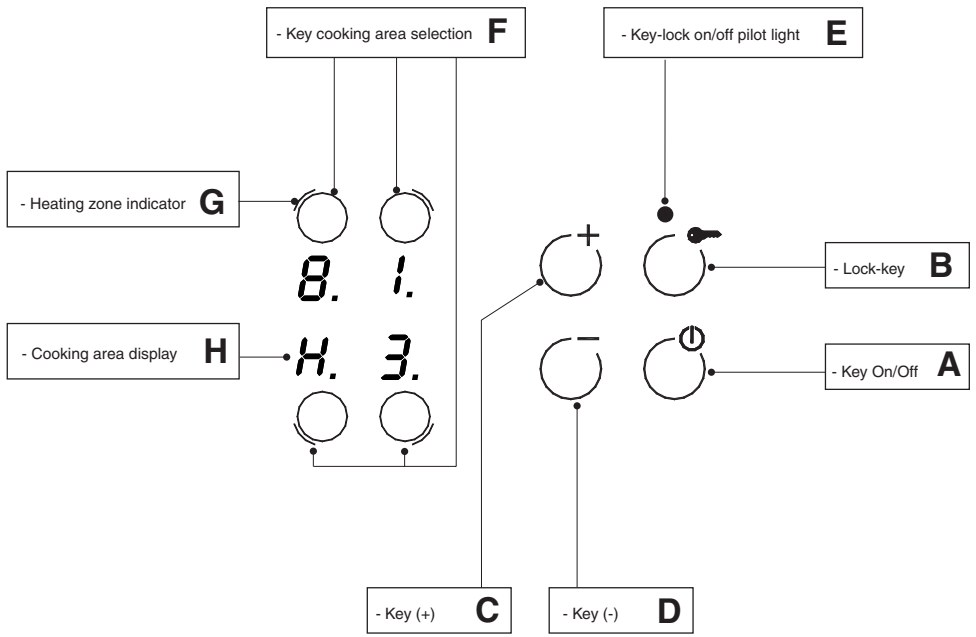 - Key cooking area selection F
- Key-lock on/off pilot light E
- Heating zone indicator G
8. 1.
- Lock-key B
- Cooking area display H
H. 3.
- Key On/Off A
- Key (+) C
- Key (-) D